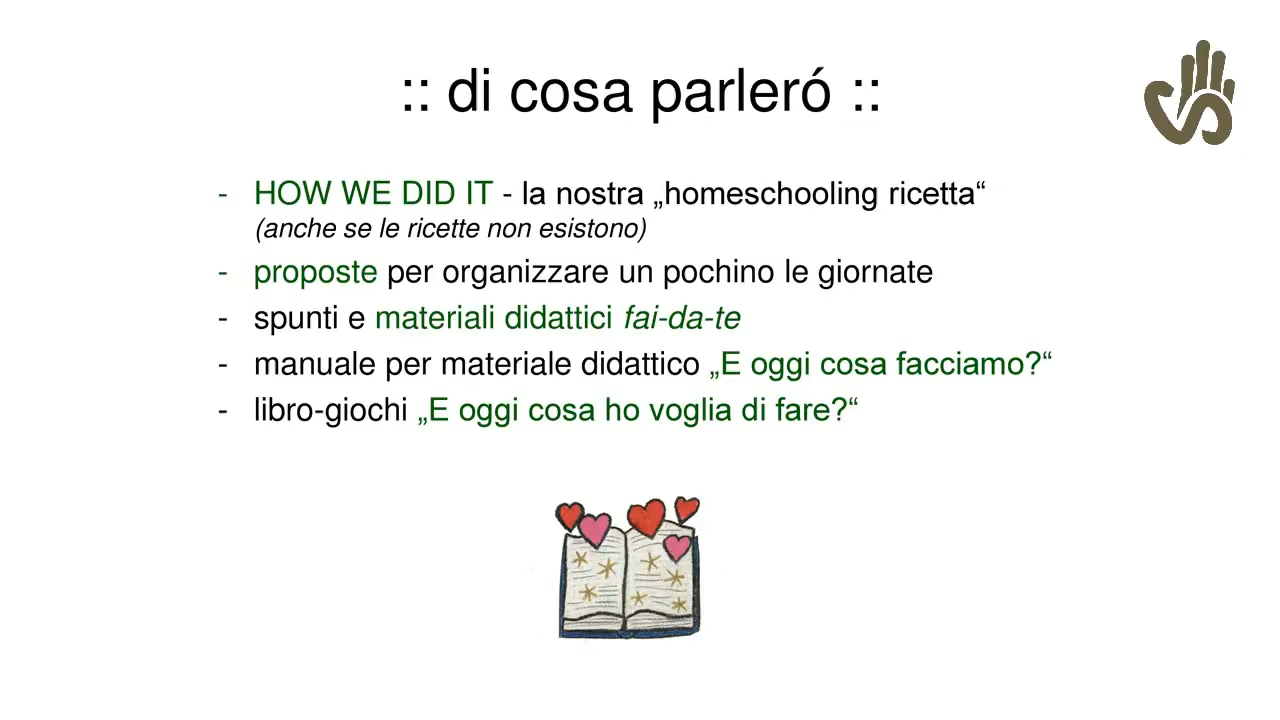 :: di cosa parleró ::
- HOW WE DID IT - la nostra „homeschooling ricetta“
(anche se le ricette non esistono)
- proposte per organizzare un pochino le giornate
- spunti e materiali didattici fai-da-te
- manuale per materiale didattico „E oggi cosa facciamo?“
- libro-giochi „E oggi cosa ho voglia di fare?“